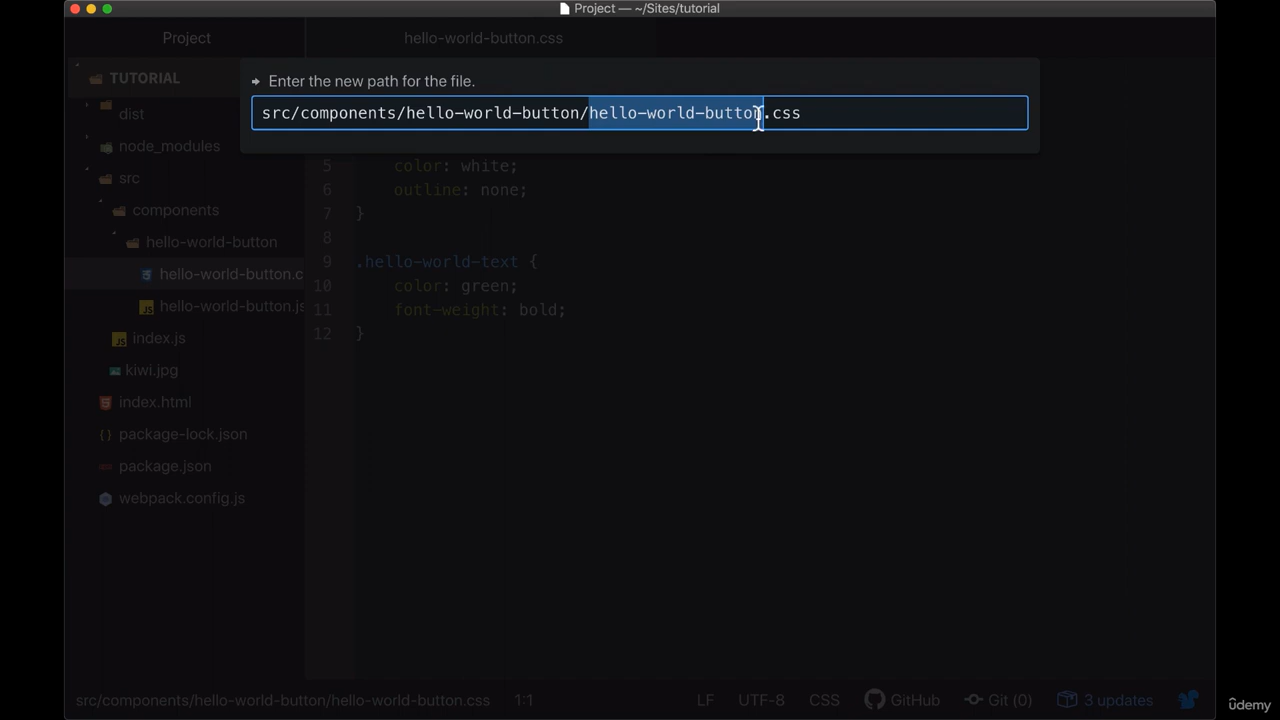 Project — ~/Sites/tutorial
Project
hello-world-button.css
TUTORIAL
Enter the new path for the file.
src/components/hello-world-button/hello-world-button.css
dist
node_modules
src
components
hello-world-button
hello-world-button.c
hello-world-button.js
index.js
kiwi.jpg
index.html
package-lock.json
package.json
webpack.config.js
5 color: white;
6 outline: none;
7 }
8
9 .hello-world-text {
10 color: green;
11 font-weight: bold;
12 }
src/components/hello-world-button/hello-world-button.css 1:1 LF UTF-8 CSS GitHub Git (0) 3 updates
ûdemy